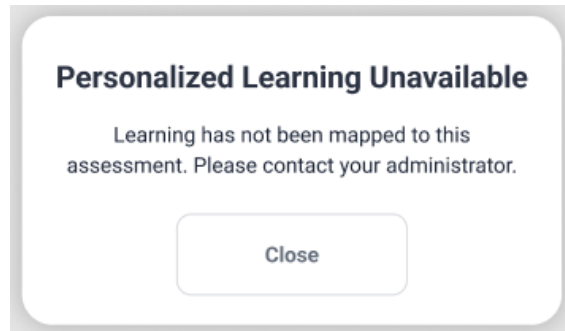 Personalized Learning Unavailable
Learning has not been mapped to this
assessment. Please contact your administrator.
Close